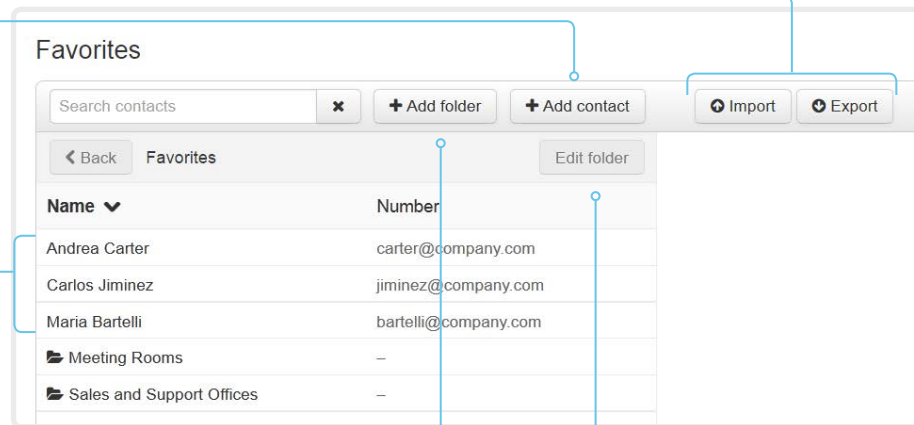 Favorites
Search contacts
Add folder
Add contact
Import
Export
Back
Favorites
Edit folder
Name
Number
Andrea Carter carter@company.com
Carlos Jiminez jiminez@company.com
Maria Bartelli bartelli@company.com
Meeting Rooms –
Sales and Support Offices –